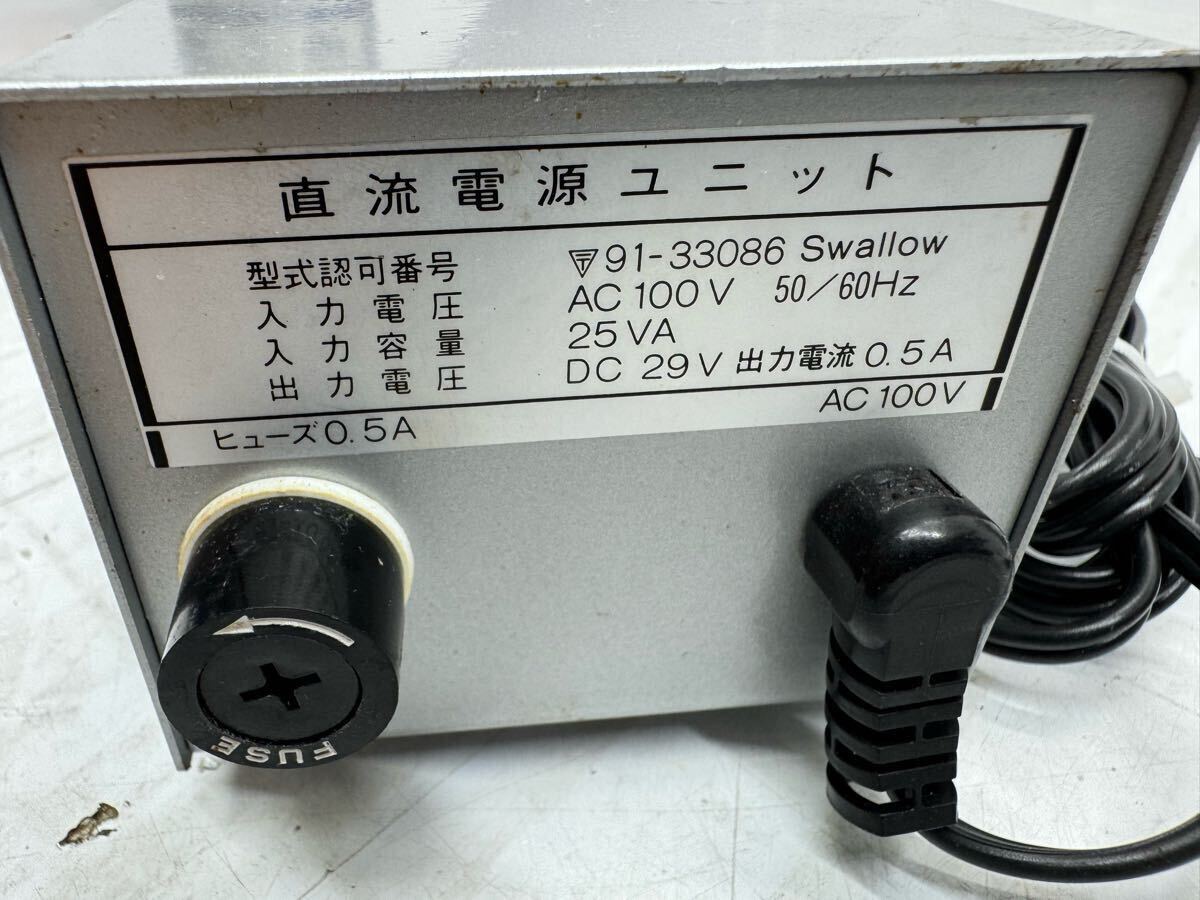 直流電源ユニット
型式認可番号 91-33086 Swallow
入力電圧 AC 100V 50/60Hz
入力容量 25VA
出力電圧 DC 29V 出力電流 0.5A
ヒューズ0.5A AC 100V
FUSE